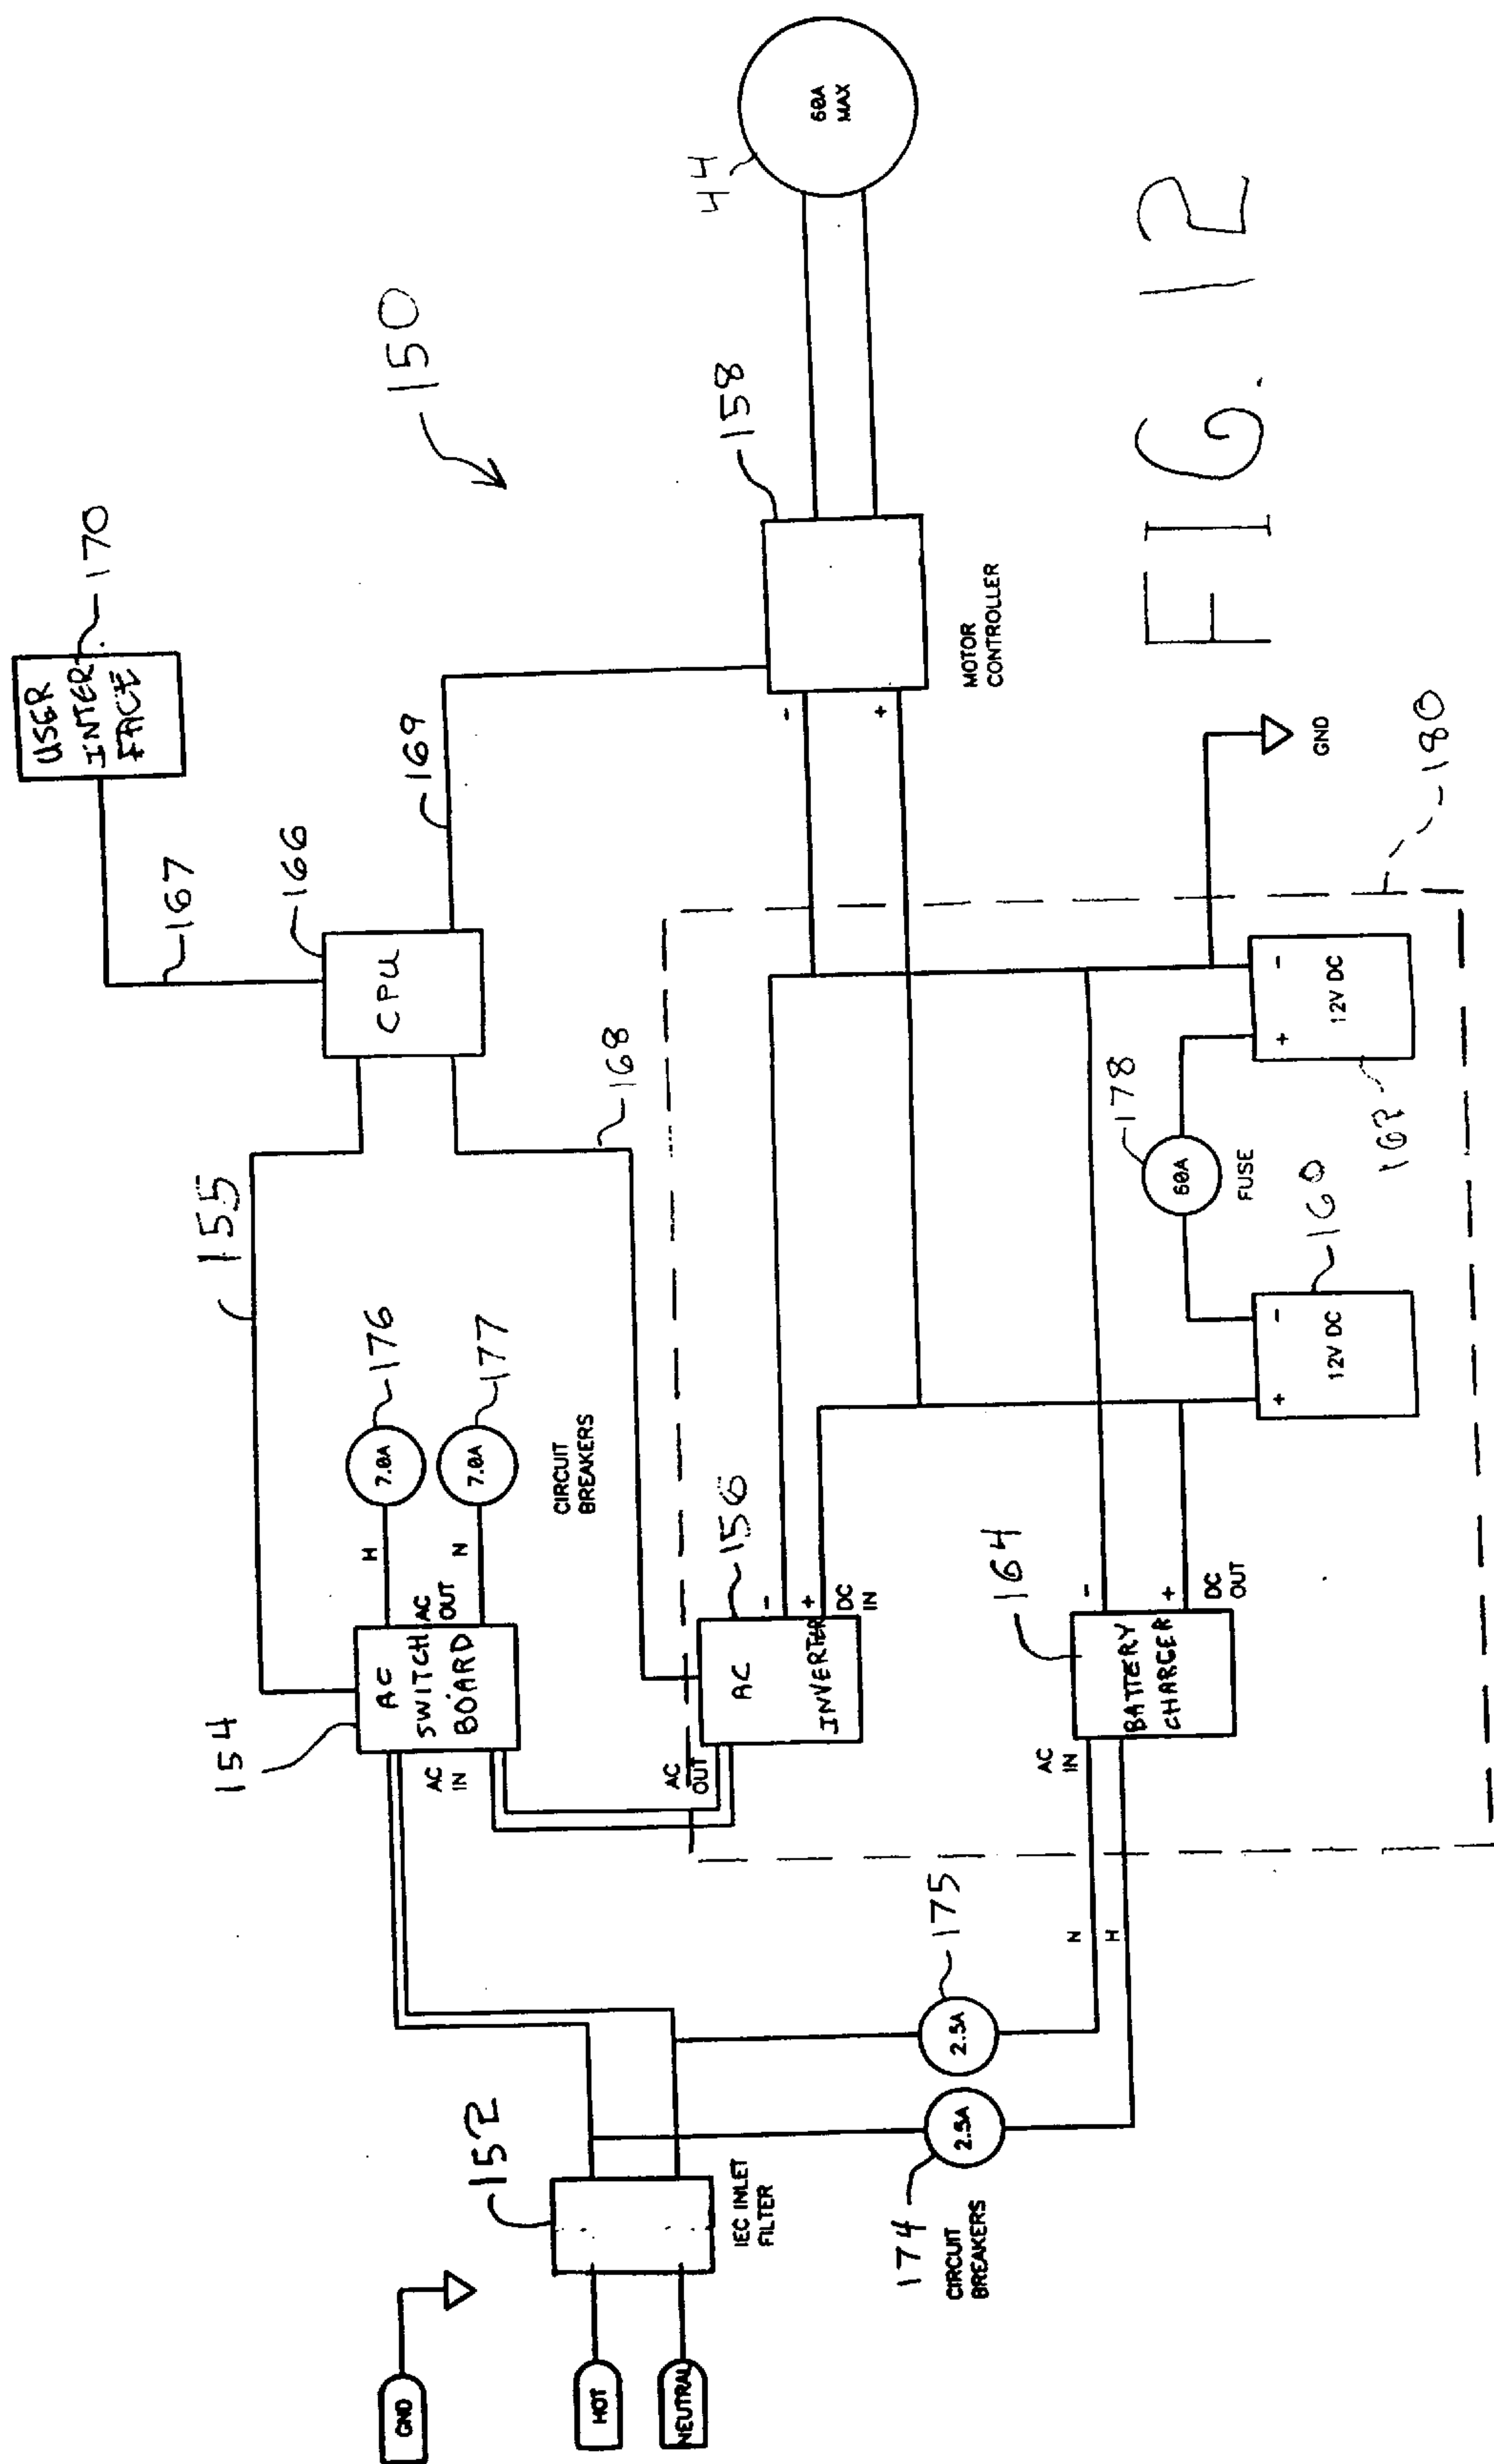 USER
INTER
FACE
170
167
150
CPU
166
169
155
168
AC
SWITCH
BOARD
154
AC
IN
AC
OUT
H
N
7.0A
176
7.0A
177
CIRCUIT
BREAKERS
GND
HOT
NEUTRAL
152
IEC INLET
FILTER
AC
INVERTER
156
AC
OUT
-
+
DC
IN
158
-
+
MOTOR
CONTROLLER
60A
MAX
44
174
2.5A
2.5A
175
CIRCUIT
BREAKERS
N
H
AC
IN
BATTERY
CHARGER
164
-
+
DC
OUT
178
60A
FUSE
+
-
12V DC
160
+
-
12V DC
162
GND
180
FIG. 12